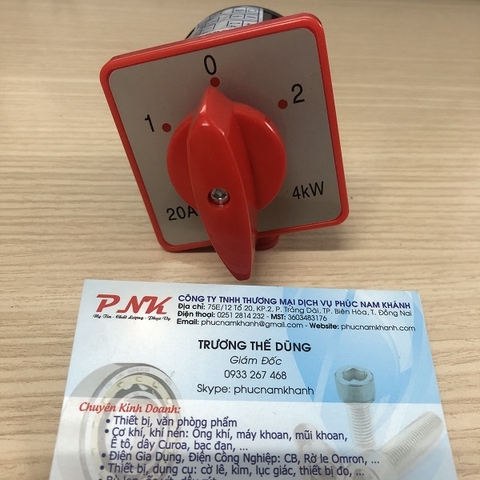 0
1
2
20A
4kW
PNK
Uy Tín - Chất Lượng - Phục Vụ
CÔNG TY TNHH THƯƠNG MẠI DỊCH VỤ PHÚC NAM KHÁNH
Địa chỉ: 75E/12 Tổ 20, KP.2, P. Trảng Dài, TP. Biên Hòa, T. Đồng Nai
Điện thoại: 0251 2814 232 - MST: 3603483176
Email: phucnamkhanh@gmail.com - Website: phucnamkhanh.com
TRƯƠNG THẾ DŨNG
Giám Đốc
0933 267 468
Skype: phucnamkhanh
Chuyên Kinh Doanh:
• Thiết bị, văn phòng phẩm
• Cơ khí, khí nén: Ống khí, máy khoan, mũi khoan,
Ê tô, dây Curoa, bạc đạn, ...
• Điện Gia Dụng, Điện Công Nghiệp: CB, Rờ le Omron, ...
• Thiết bị, dụng cụ: cờ lê, kìm, lục giác, thiết bị đo, ...